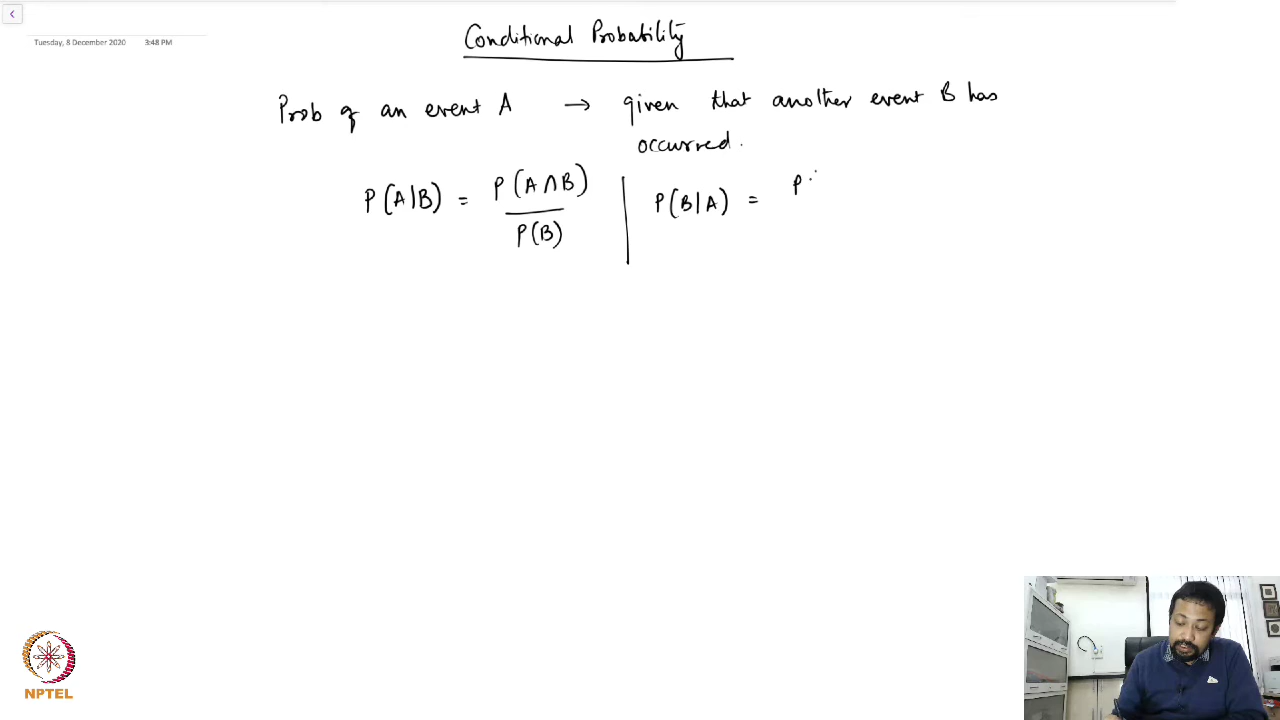 Conditional Probability
Tuesday, 8 December 2020 3:48 PM
Prob of an event A → given that another event B has
occurred.
P(A|B) = P(A∩B) / P(B) | P(B|A) = P
NPTEL